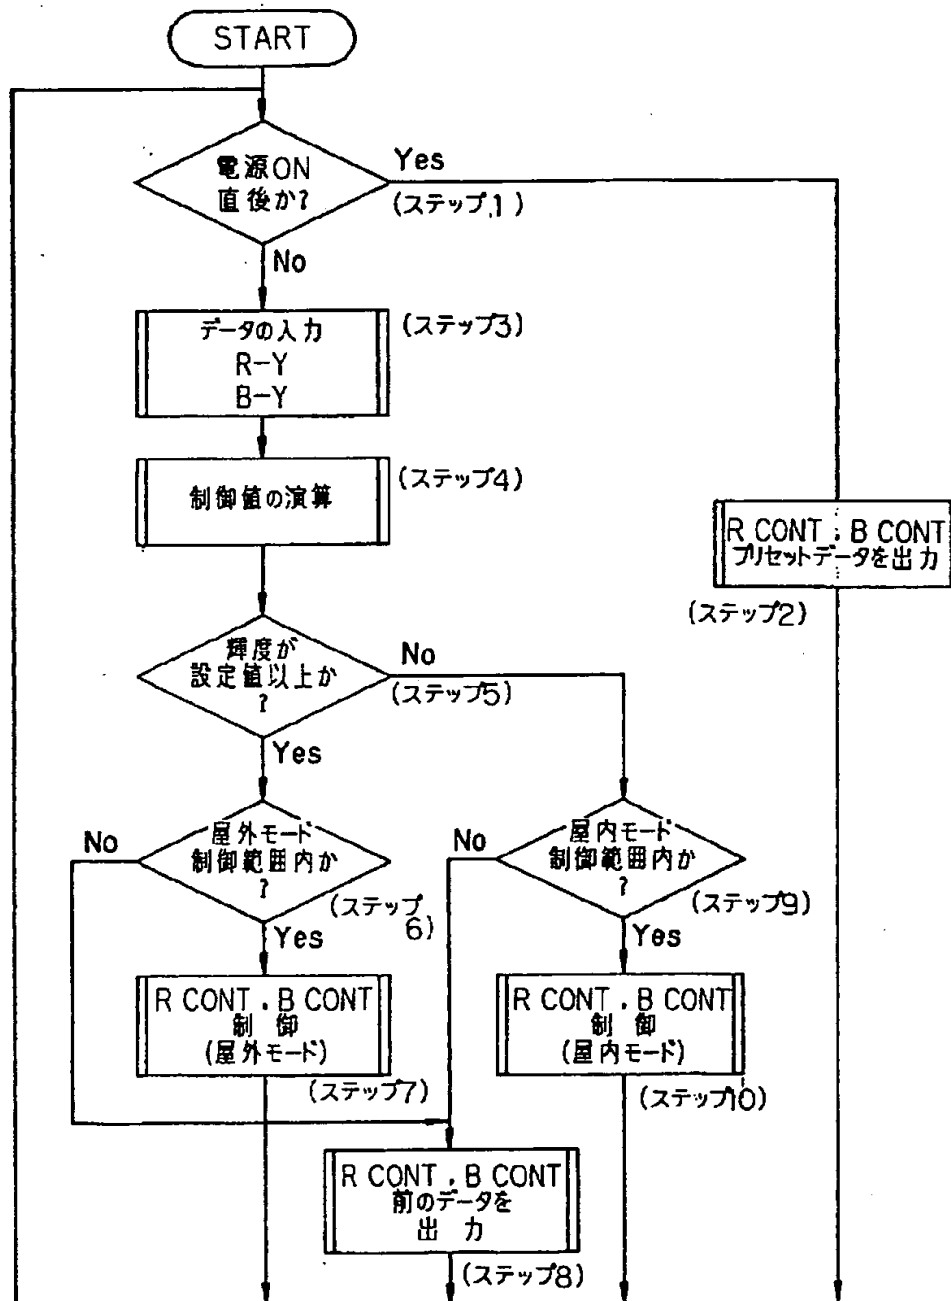 START
電源ON
直後か?
Yes
(ステップ1)
No
データの入力
R-Y
B-Y
(ステップ3)
制御値の演算
(ステップ4)
R CONT, B CONT
プリセットデータを出力
(ステップ2)
輝度が
設定値以上か
?
No
(ステップ5)
Yes
屋外モード
制御範囲内か
?
No
(ステップ
6)
Yes
屋内モード
制御範囲内か
?
No
(ステップ9)
Yes
R CONT, B CONT
制御
(屋外モード)
(ステップ7)
R CONT, B CONT
制御
(屋内モード)
(ステップ10)
R CONT, B CONT
前のデータを
出力
(ステップ8)